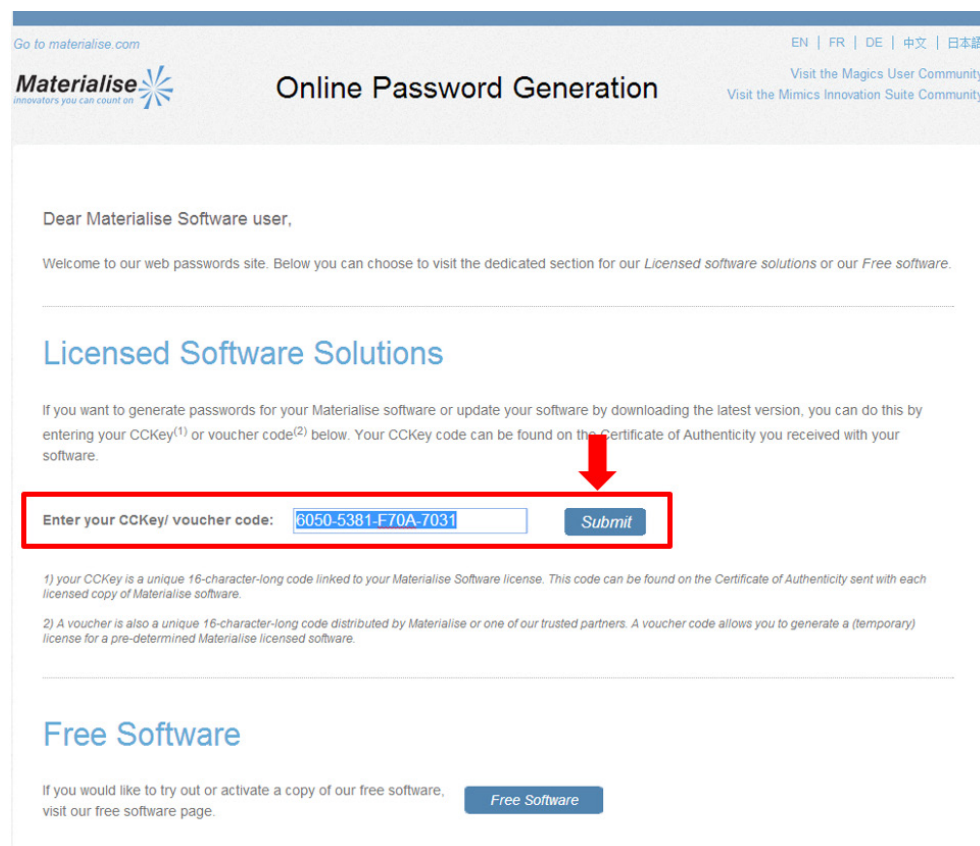 Go to materialise.com
EN | FR | DE | 中文 | 日本語
Materialise
innovators you can count on
Online Password Generation
Visit the Magics User Community
Visit the Mimics Innovation Suite Community
Dear Materialise Software user,
Welcome to our web passwords site. Below you can choose to visit the dedicated section for our Licensed software solutions or our Free software.
Licensed Software Solutions
If you want to generate passwords for your Materialise software or update your software by downloading the latest version, you can do this by
entering your CCKey(1) or voucher code(2) below. Your CCKey code can be found on the Certificate of Authenticity you received with your
software.
Enter your CCKey/ voucher code: 6050-5381-F70A-7031 Submit
1) your CCKey is a unique 16-character-long code linked to your Materialise Software license. This code can be found on the Certificate of Authenticity sent with each
licensed copy of Materialise software.
2) A voucher is also a unique 16-character-long code distributed by Materialise or one of our trusted partners. A voucher code allows you to generate a (temporary)
license for a pre-determined Materialise licensed software.
Free Software
If you would like to try out or activate a copy of our free software,
visit our free software page.
Free Software